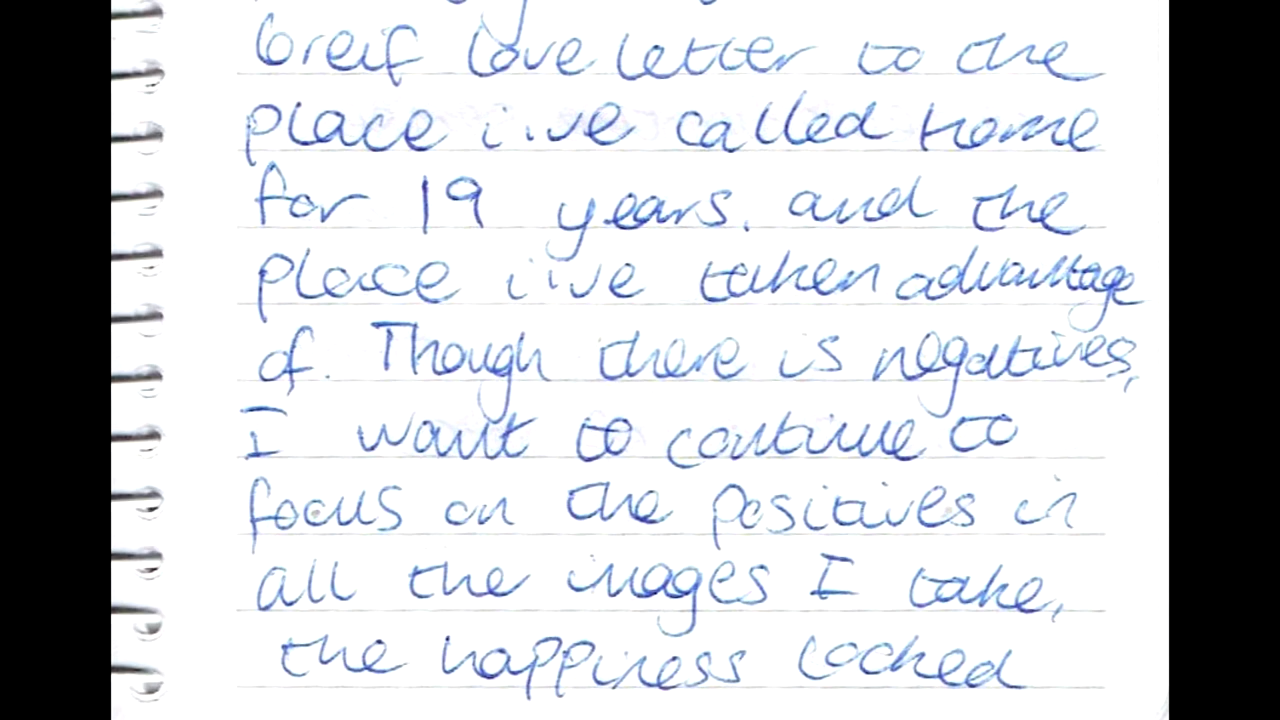 breif love letter to the
place i've called home
for 19 years. and the
place i've taken advantage
of. Though there is negatives,
I want to continue to
focus on the positives in
all the images I take,
the happiness locked